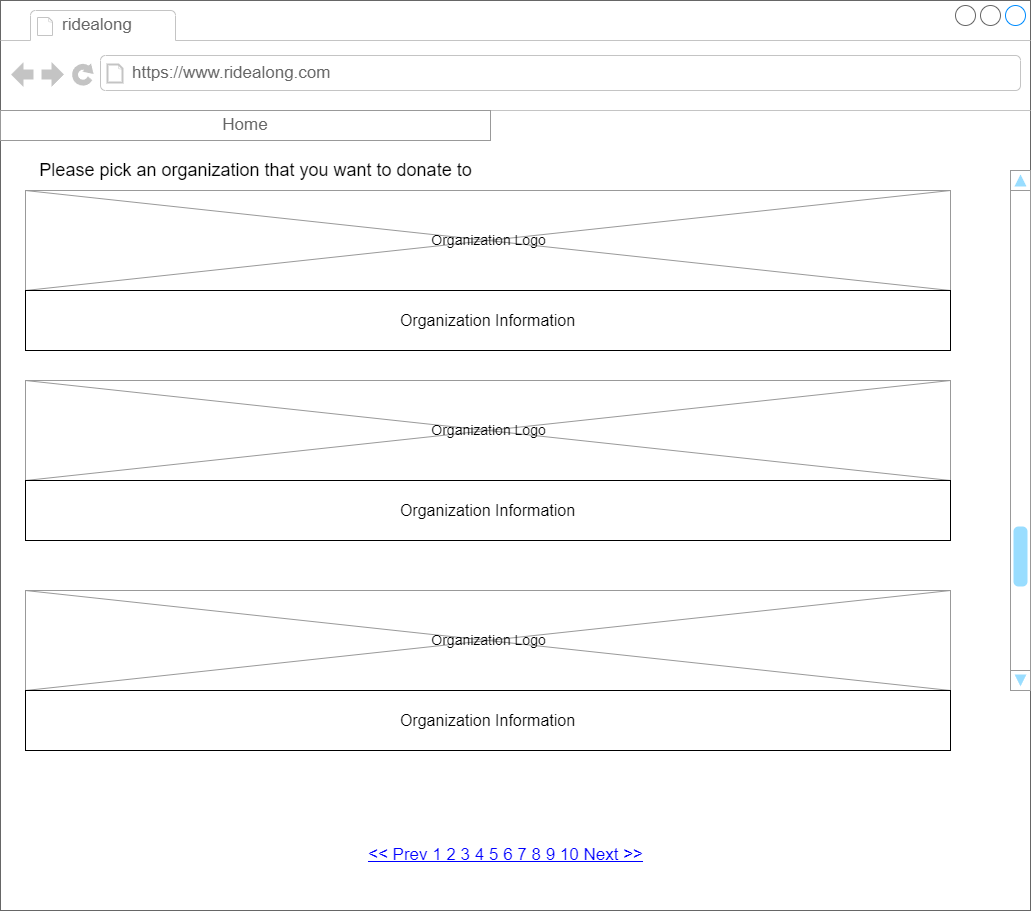 ridealong
https://www.ridealong.com
Home
Please pick an organization that you want to donate to
Organization Logo
Organization Information
Organization Logo
Organization Information
Organization Logo
Organization Information
<< Prev 1 2 3 4 5 6 7 8 9 10 Next >>